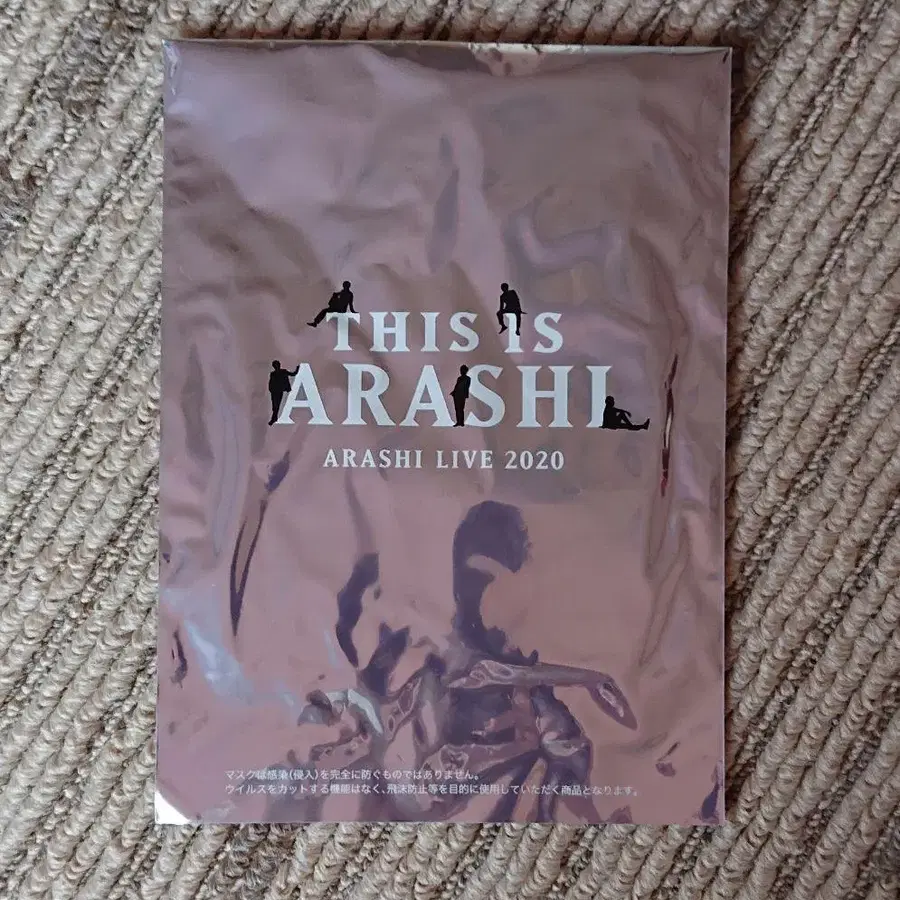 THIS IS
ARASHI
ARASHI LIVE 2020
マスクは感染(侵入)を完全に防ぐものではありません。
ウイルスをカットする機能はなく、飛沫防止等を目的に使用していただく商品となります。